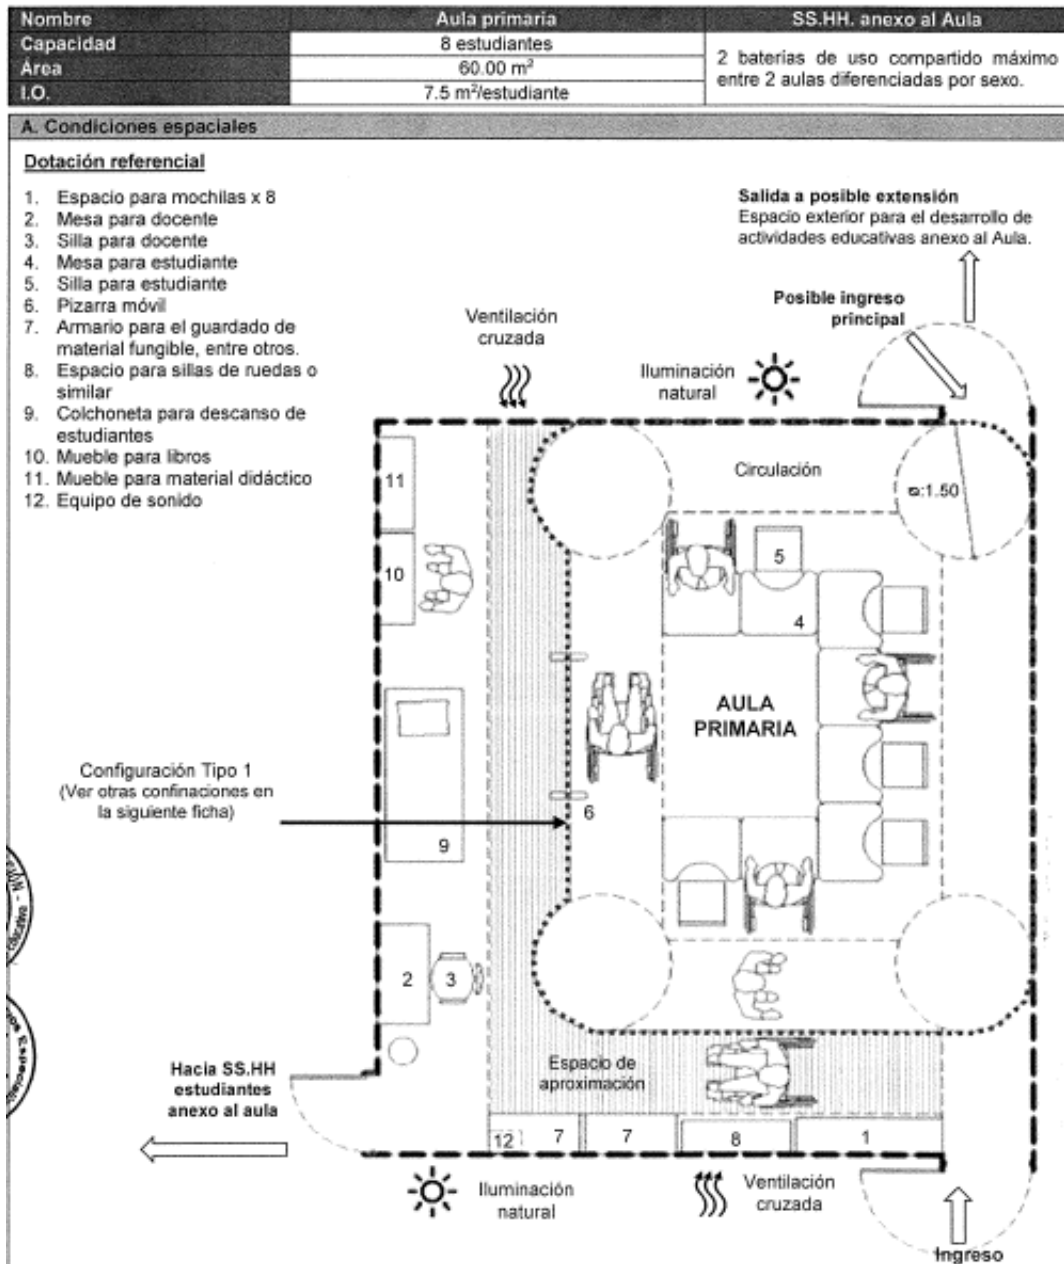 Nombre
Aula primaria
SS.HH. anexo al Aula
Capacidad
8 estudiantes
2 baterías de uso compartido máximo
entre 2 aulas diferenciadas por sexo.
Área
60.00 m²
I.O.
7.5 m²/estudiante
A. Condiciones espaciales
Dotación referencial
1. Espacio para mochilas x 8
2. Mesa para docente
3. Silla para docente
4. Mesa para estudiante
5. Silla para estudiante
6. Pizarra móvil
7. Armario para el guardado de
material fungible, entre otros.
8. Espacio para sillas de ruedas o
similar
9. Colchoneta para descanso de
estudiantes
10. Mueble para libros
11. Mueble para material didáctico
12. Equipo de sonido
Salida a posible extensión
Espacio exterior para el desarrollo de
actividades educativas anexo al Aula.
Posible ingreso
principal
Ventilación
cruzada
Iluminación
natural
Circulación
ø:1.50
11
10
5
4
AULA
PRIMARIA
Configuración Tipo 1
(Ver otras confinaciones en
la siguiente ficha)
6
9
2
3
Espacio de
aproximación
Hacia SS.HH
estudiantes
anexo al aula
12
7
7
8
1
Iluminación
natural
Ventilación
cruzada
Ingreso